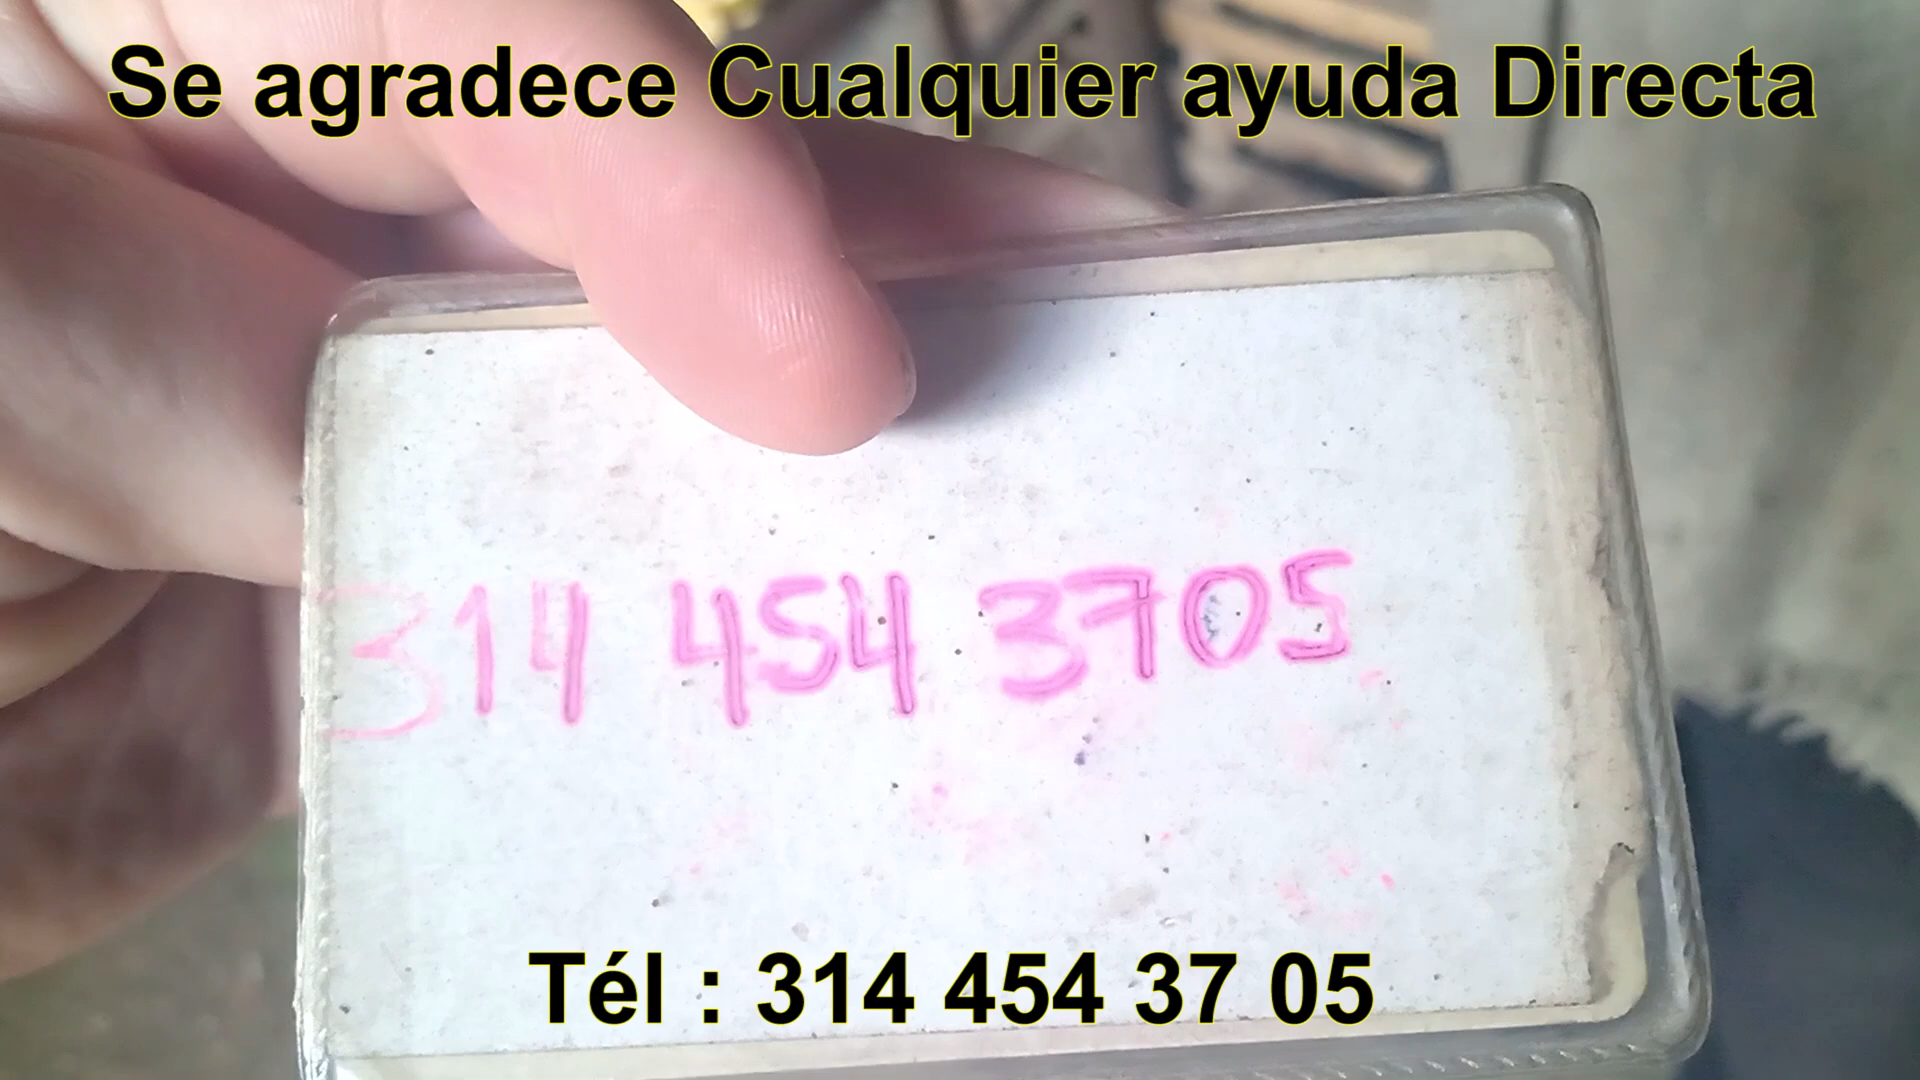 Se agradece Cualquier ayuda Directa
314 454 3705
Tél : 314 454 37 05